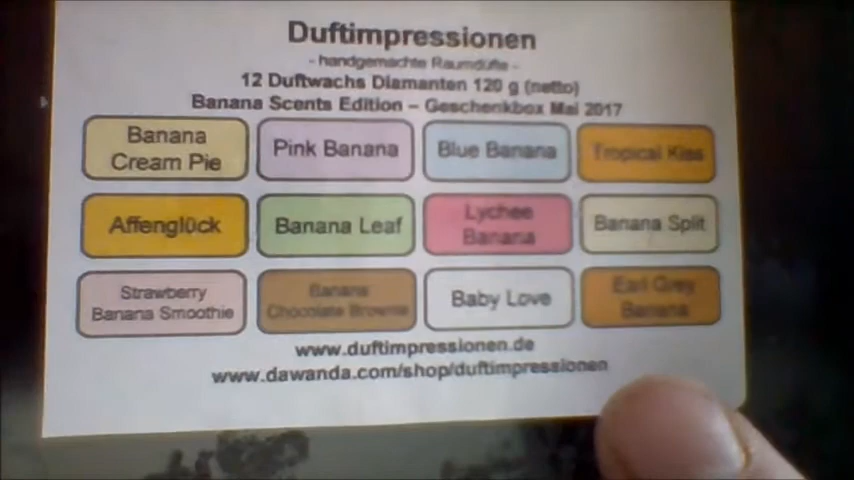 Duftimpressionen
- handgemachte Raumdüfte -
12 Duftwachs Diamanten 120 g (netto)
Banana Scents Edition – Geschenkbox Mai 2017
Banana
Cream Pie
Pink Banana
Blue Banana
Tropical Kiss
Affenglück
Banana Leaf
Lychee
Banana
Banana Split
Strawberry
Banana Smoothie
Banana
Chocolate Brownie
Baby Love
Earl Grey
Banana
www.duftimpressionen.de
www.dawanda.com/shop/duftimpressionen